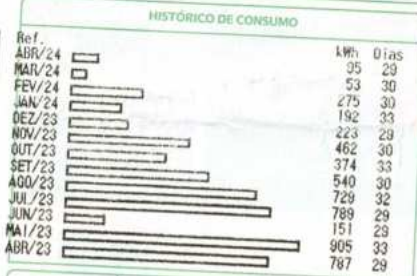 HISTÓRICO DE CONSUMO
Ref. kWh Dias
ABR/24 95 29
MAR/24 53 30
FEV/24 275 30
JAN/24 192 33
DEZ/23 223 29
NOV/23 462 30
OUT/23 374 33
SET/23 540 30
AGO/23 729 32
JUL/23 789 29
JUN/23 151 29
MAI/23 905 33
ABR/23 787 29